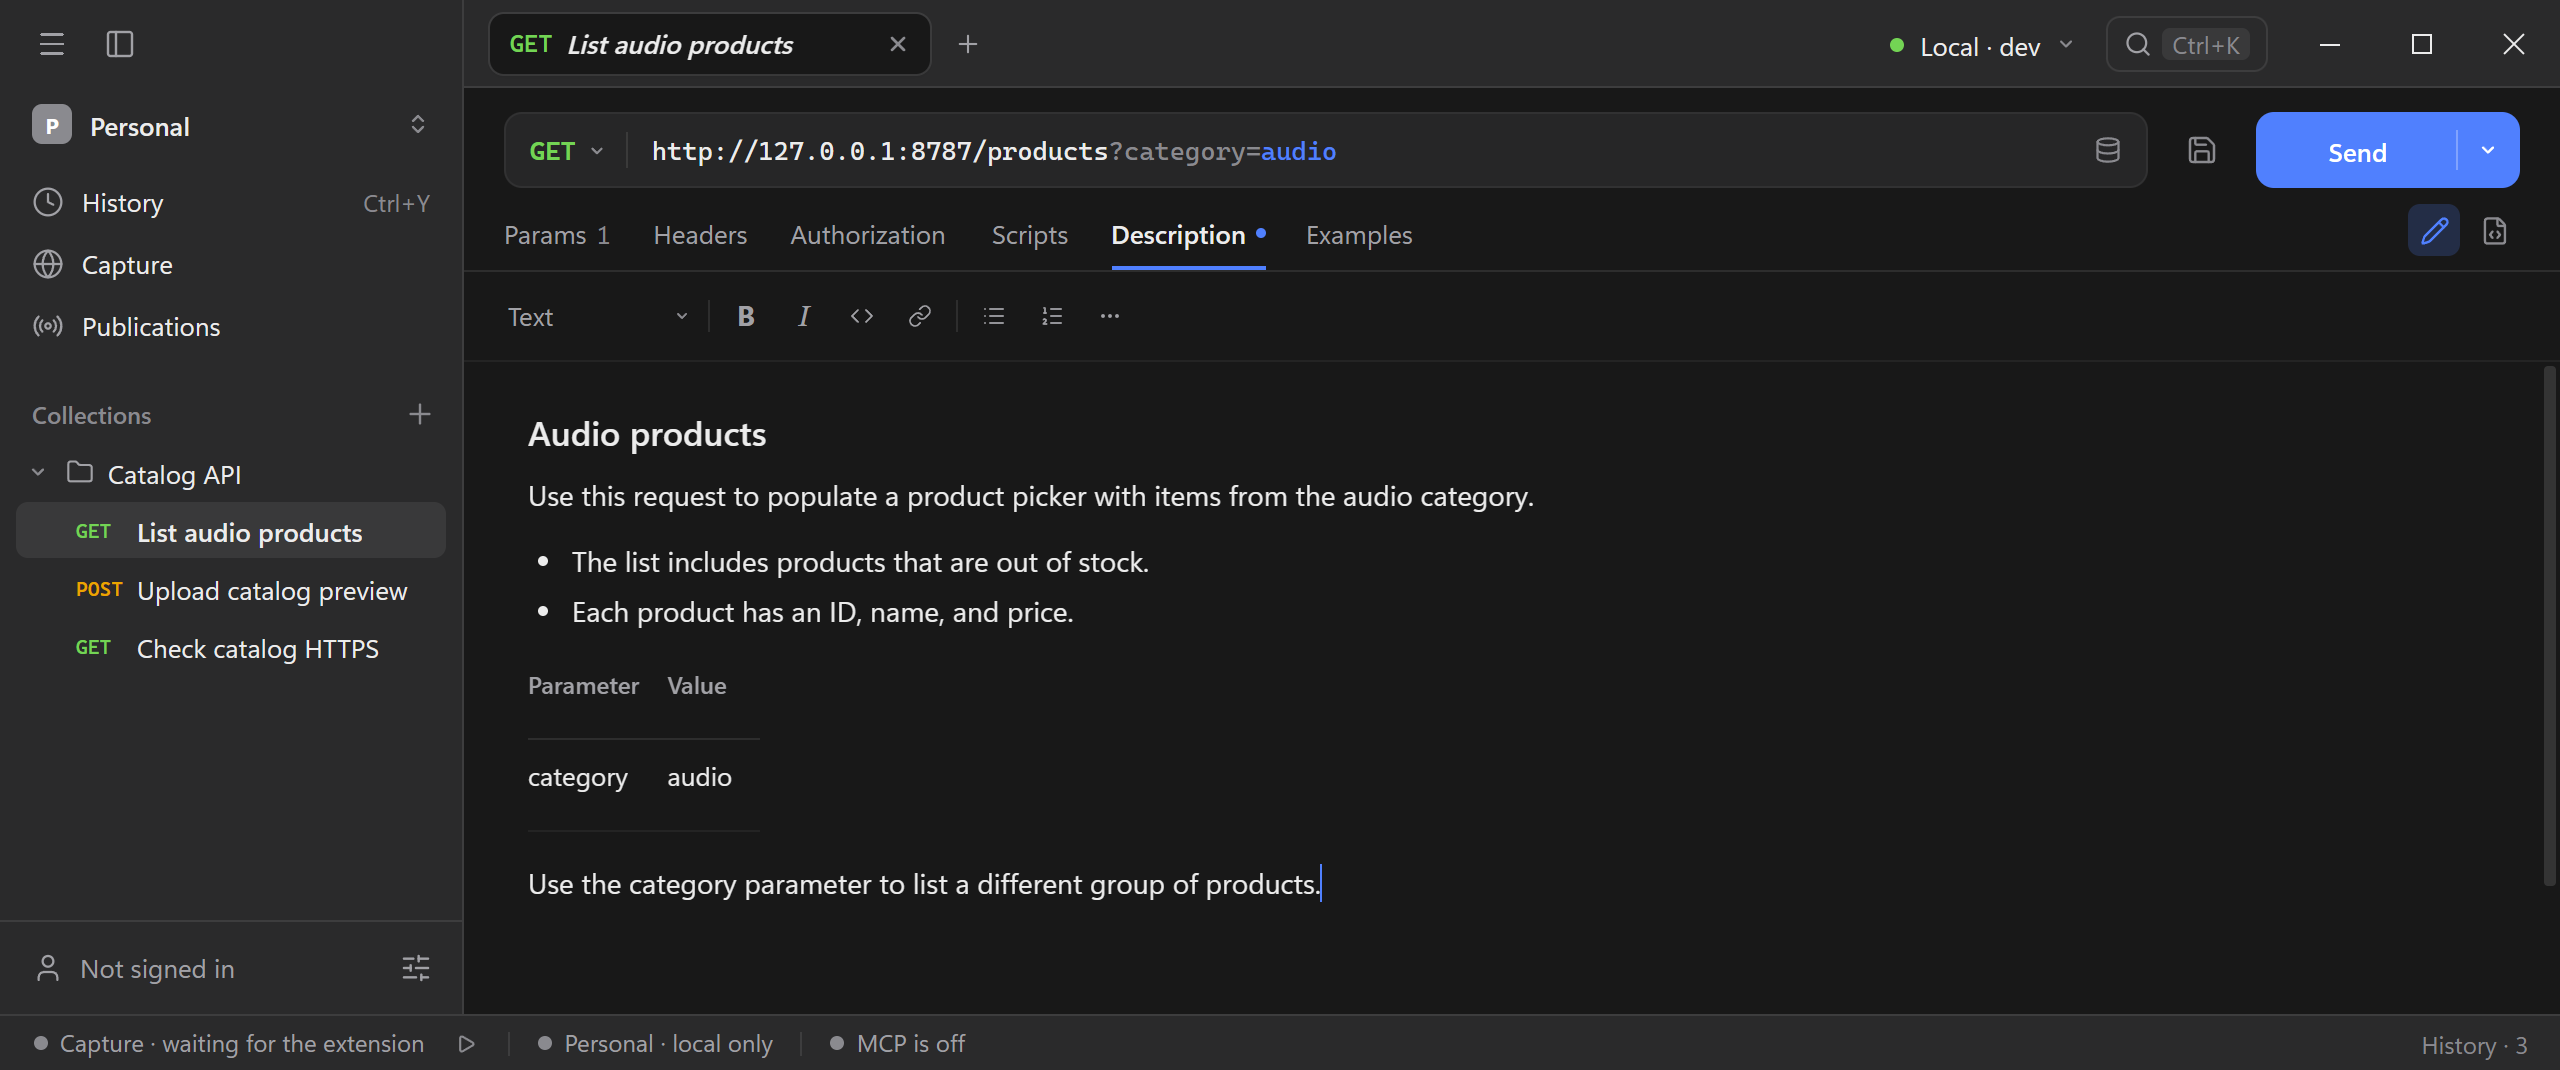 GET List audio products
Local · dev
Ctrl+K
P Personal
GET http://127.0.0.1:8787/products?category=audio
Send
History Ctrl+Y
Capture
Publications
Params 1 Headers Authorization Scripts Description Examples
Text B I
Collections
Catalog API
GET List audio products
POST Upload catalog preview
GET Check catalog HTTPS
Audio products
Use this request to populate a product picker with items from the audio category.
• The list includes products that are out of stock.
• Each product has an ID, name, and price.
Parameter Value
category audio
Use the category parameter to list a different group of products.
Not signed in
Capture · waiting for the extension
Personal · local only
MCP is off
History · 3